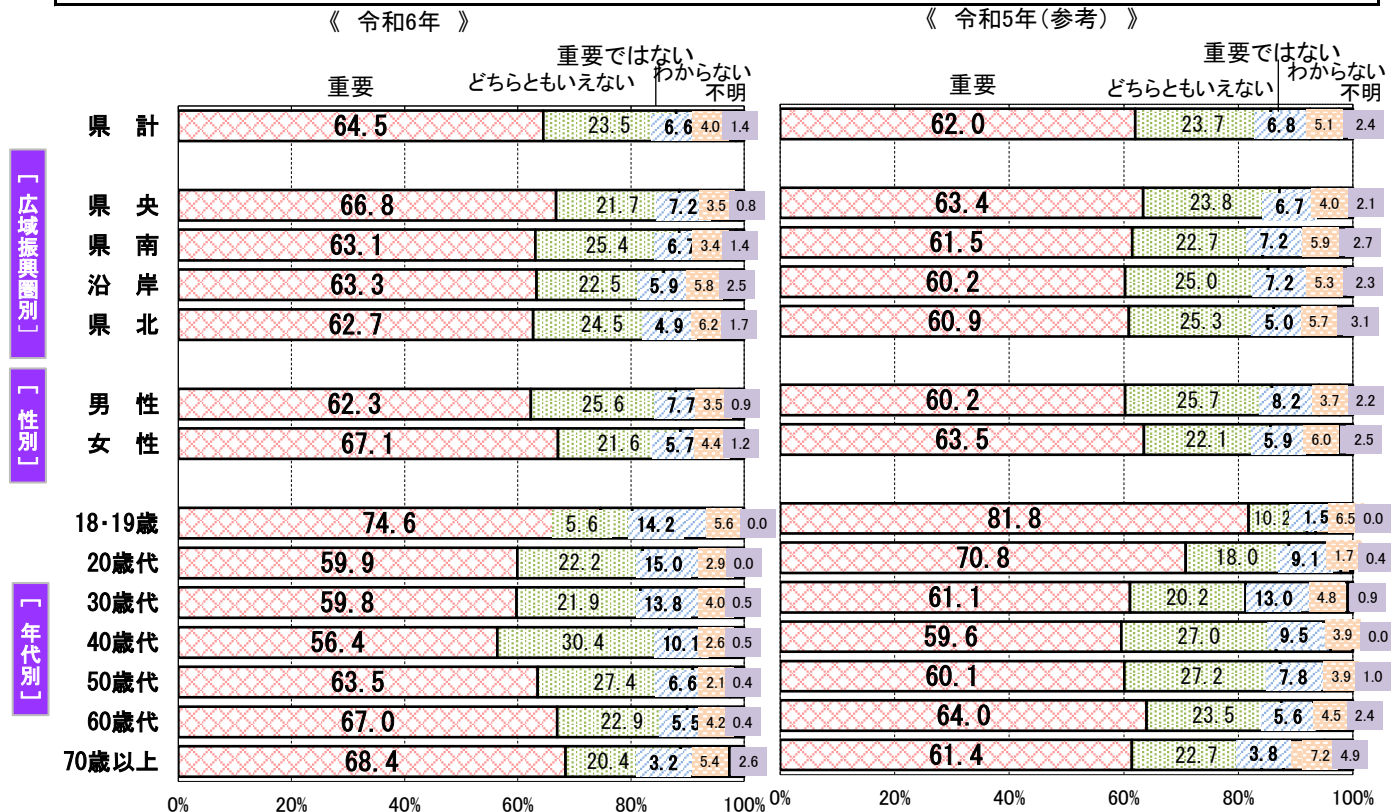 《 令和6年 》 《 令和5年(参考) 》
重要 どちらともいえない 重要ではない わからない 不明
重要 どちらともいえない 重要ではない わからない 不明
県 計 64.5 23.5 6.6 4.0 1.4 62.0 23.7 6.8 5.1 2.4
[広域振興圏別]
県 央 66.8 21.7 7.2 3.5 0.8 63.4 23.8 6.7 4.0 2.1
県 南 63.1 25.4 6.7 3.4 1.4 61.5 22.7 7.2 5.9 2.7
沿 岸 63.3 22.5 5.9 5.8 2.5 60.2 25.0 7.2 5.3 2.3
県 北 62.7 24.5 4.9 6.2 1.7 60.9 25.3 5.0 5.7 3.1
[性別]
男 性 62.3 25.6 7.7 3.5 0.9 60.2 25.7 8.2 3.7 2.2
女 性 67.1 21.6 5.7 4.4 1.2 63.5 22.1 5.9 6.0 2.5
[年代別]
18・19歳 74.6 5.6 14.2 5.6 0.0 81.8 10.2 1.5 6.5 0.0
20歳代 59.9 22.2 15.0 2.9 0.0 70.8 18.0 9.1 1.7 0.4
30歳代 59.8 21.9 13.8 4.0 0.5 61.1 20.2 13.0 4.8 0.9
40歳代 56.4 30.4 10.1 2.6 0.5 59.6 27.0 9.5 3.9 0.0
50歳代 63.5 27.4 6.6 2.1 0.4 60.1 27.2 7.8 3.9 1.0
60歳代 67.0 22.9 5.5 4.2 0.4 64.0 23.5 5.6 4.5 2.4
70歳以上 68.4 20.4 3.2 5.4 2.6 61.4 22.7 3.8 7.2 4.9
0% 20% 40% 60% 80% 100% 0% 20% 40% 60% 80% 100%